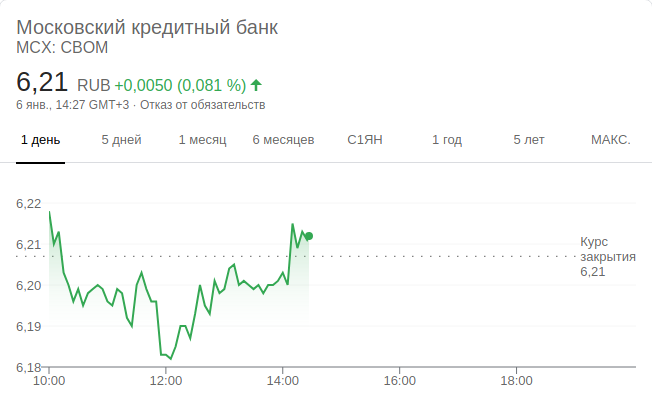 Московский кредитный банк
MCX: CBOM
6,21 RUB +0,0050 (0,081 %)
6 янв., 14:27 GMT+3 · Отказ от обязательств
1 день 5 дней 1 месяц 6 месяцев С1ЯН 1 год 5 лет МАКС.
6,22
6,21
6,20
6,19
6,18
Курс
закрытия
6,21
10:00 12:00 14:00 16:00 18:00